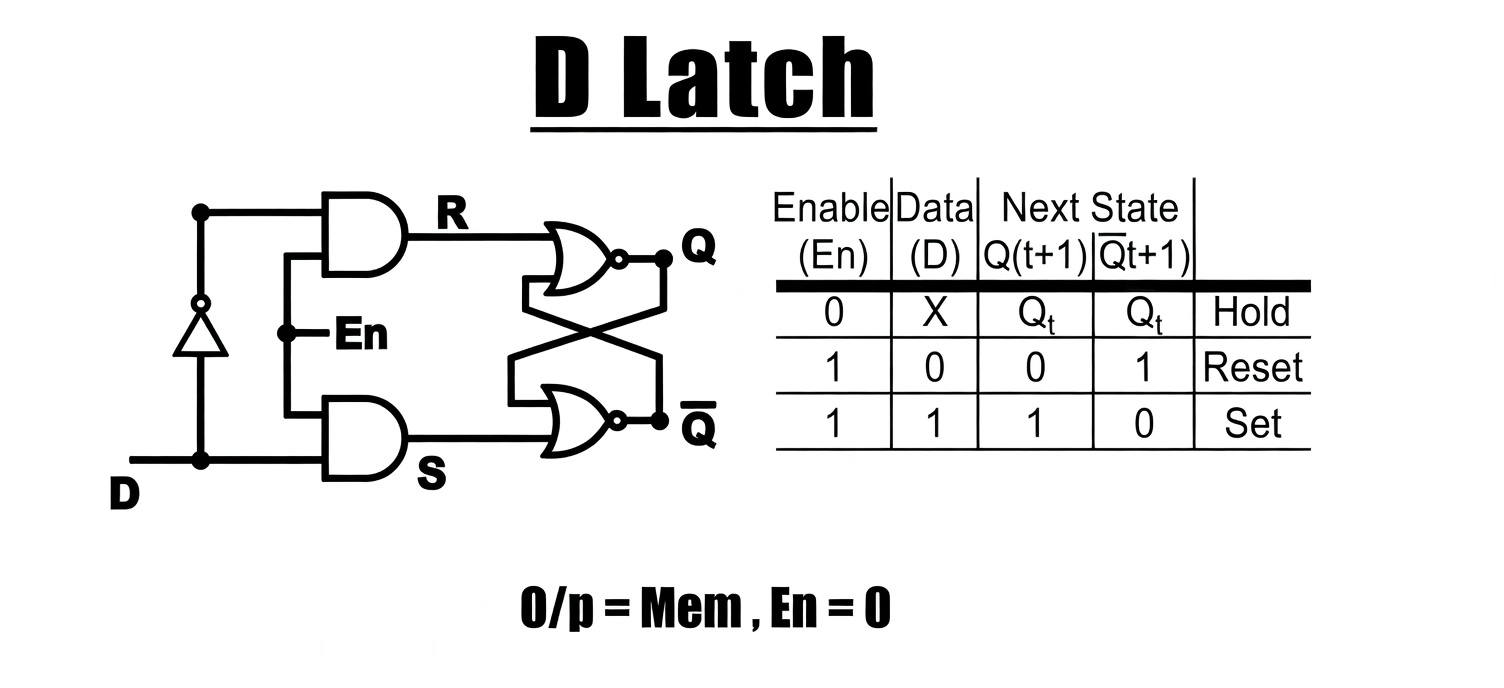 D Latch
R
Q
En
Q̅
S
D
Enable Data Next State
(En) (D) Q(t+1) Q̅t+1)
0 X Qt Qt Hold
1 0 0 1 Reset
1 1 1 0 Set
O/p = Mem , En = 0